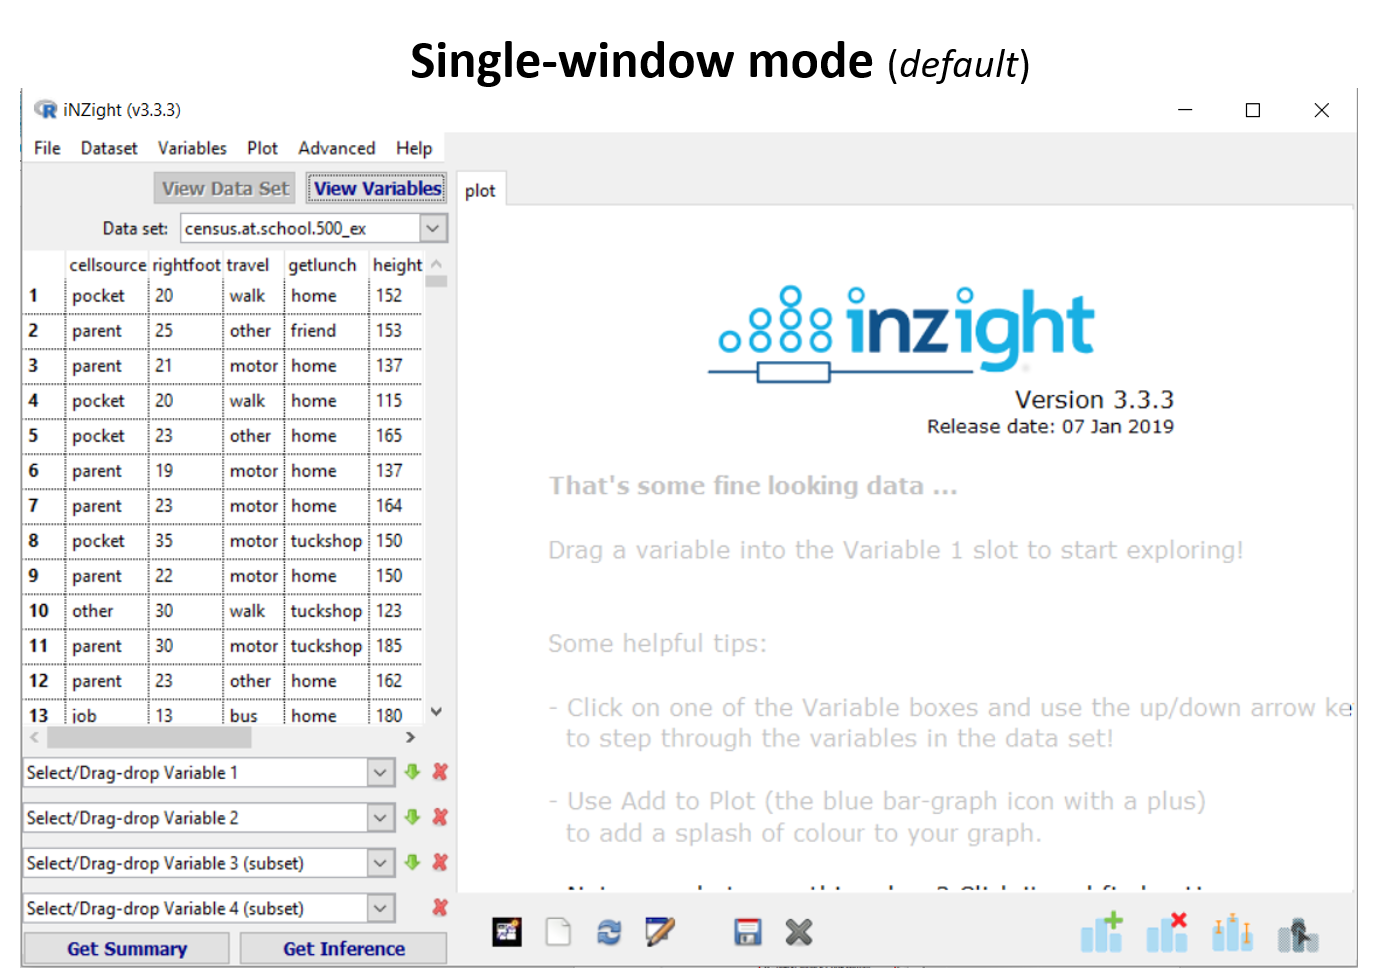 Single-window mode (default)
iNZight (v3.3.3)
File Dataset Variables Plot Advanced Help
View Data Set View Variables
plot
Data set: census.at.school.500_ex
cellsource rightfoot travel getlunch height
1 pocket 20 walk home 152
2 parent 25 other friend 153
3 parent 21 motor home 137
4 pocket 20 walk home 115
5 pocket 23 other home 165
6 parent 19 motor home 137
7 parent 23 motor home 164
8 pocket 35 motor tuckshop 150
9 parent 22 motor home 150
10 other 30 walk tuckshop 123
11 parent 30 motor tuckshop 185
12 parent 23 other home 162
13 job 13 bus home 180
Select/Drag-drop Variable 1
Select/Drag-drop Variable 2
Select/Drag-drop Variable 3 (subset)
Select/Drag-drop Variable 4 (subset)
Get Summary Get Inference
inzight
Version 3.3.3
Release date: 07 Jan 2019
That's some fine looking data ...
Drag a variable into the Variable 1 slot to start exploring!
Some helpful tips:
- Click on one of the Variable boxes and use the up/down arrow ke
to step through the variables in the data set!
- Use Add to Plot (the blue bar-graph icon with a plus)
to add a splash of colour to your graph.